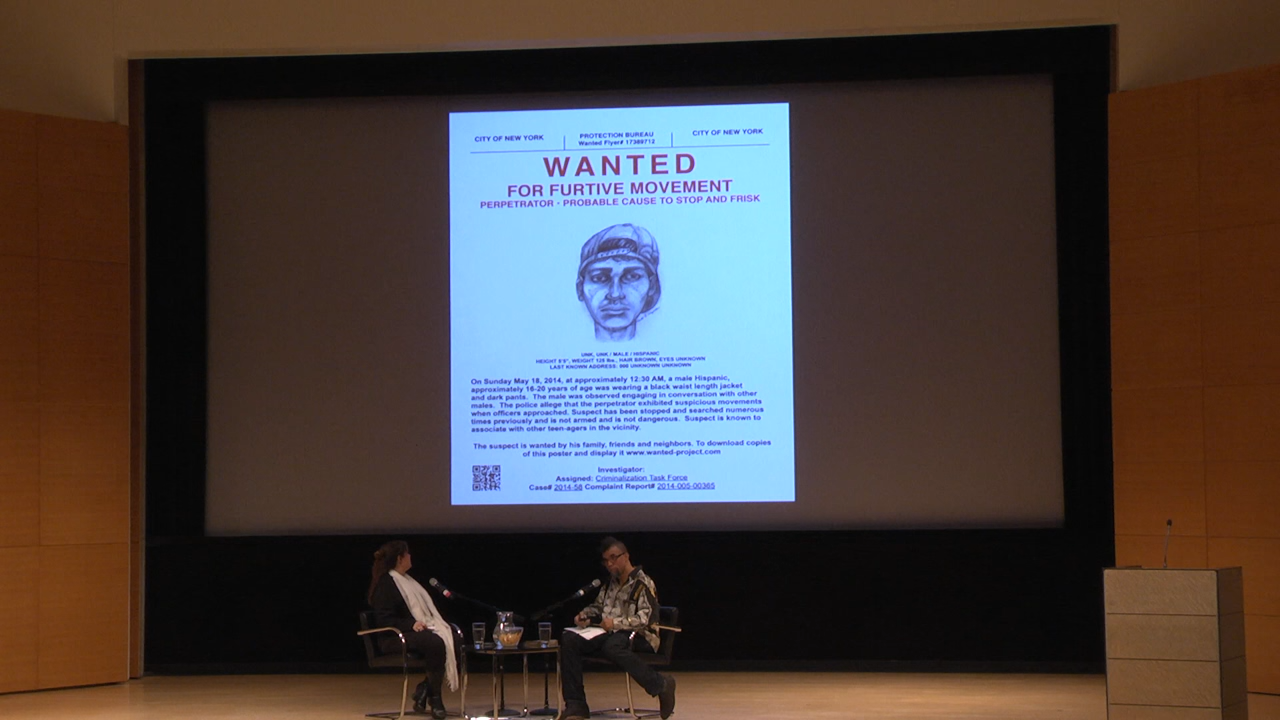 CITY OF NEW YORK
PROTECTION BUREAU
Wanted Flyer# 17389712
CITY OF NEW YORK
WANTED
FOR FURTIVE MOVEMENT
PERPETRATOR - PROBABLE CAUSE TO STOP AND FRISK
UNK, UNK / MALE / HISPANIC
HEIGHT 5'5", WEIGHT 125 lbs., HAIR BROWN, EYES UNKNOWN
LAST KNOWN ADDRESS: 000 UNKNOWN UNKNOWN
On Sunday May 18, 2014, at approximately 12:30 AM, a male Hispanic,
approximately 16-20 years of age was wearing a black waist length jacket
and dark pants. The male was observed engaging in conversation with other
males. The police allege that the perpetrator exhibited suspicious movements
when officers approached. Suspect has been stopped and searched numerous
times previously and is not armed and is not dangerous. Suspect is known to
associate with other teen-agers in the vicinity.
The suspect is wanted by his family, friends and neighbors. To download copies
of this poster and display it www.wanted-project.com
Investigator:
Assigned: Criminalization Task Force
Case# 2014-58 Complaint Report# 2014-005-00365